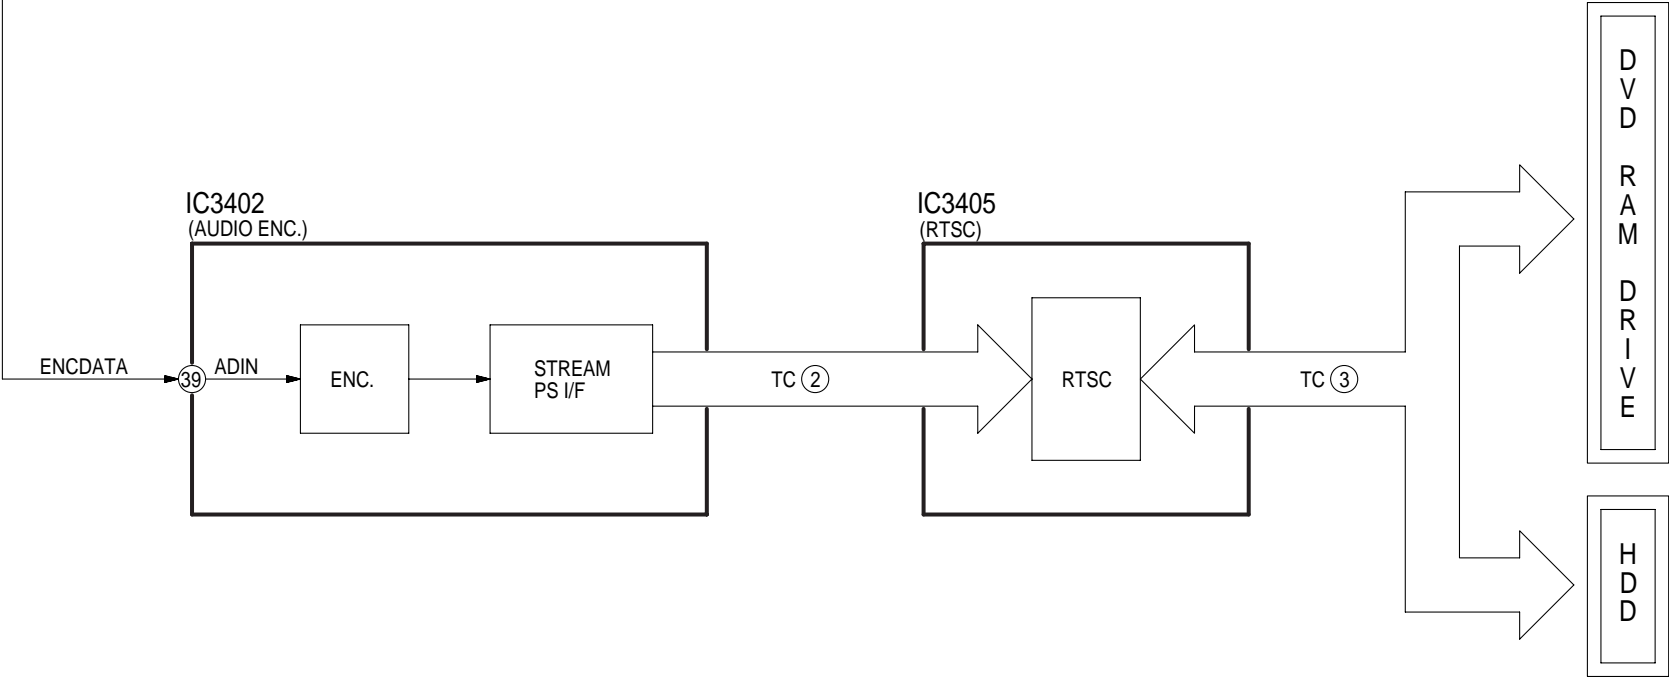 IC3402
(AUDIO ENC.)
ENCDATA
39
ADIN
ENC.
STREAM
PS I/F
TC 2
IC3405
(RTSC)
RTSC
TC 3
DVD RAM DRIVE
HDD